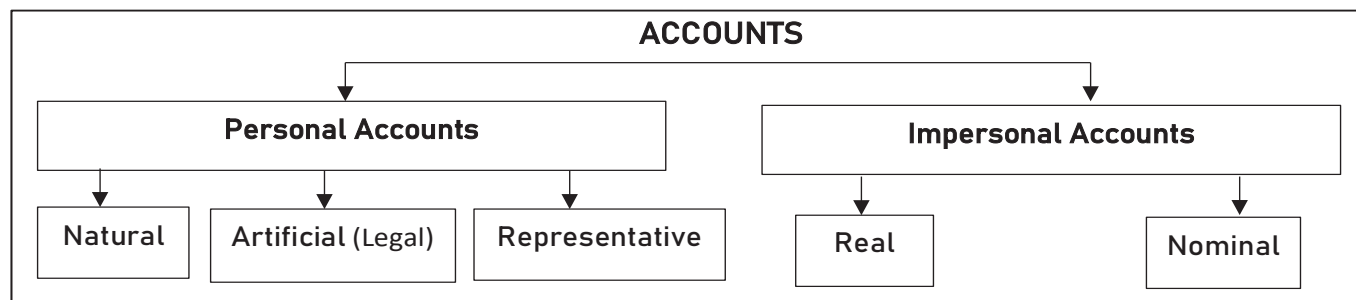 ACCOUNTS
Personal Accounts
Impersonal Accounts
Natural
Artificial (Legal)
Representative
Real
Nominal